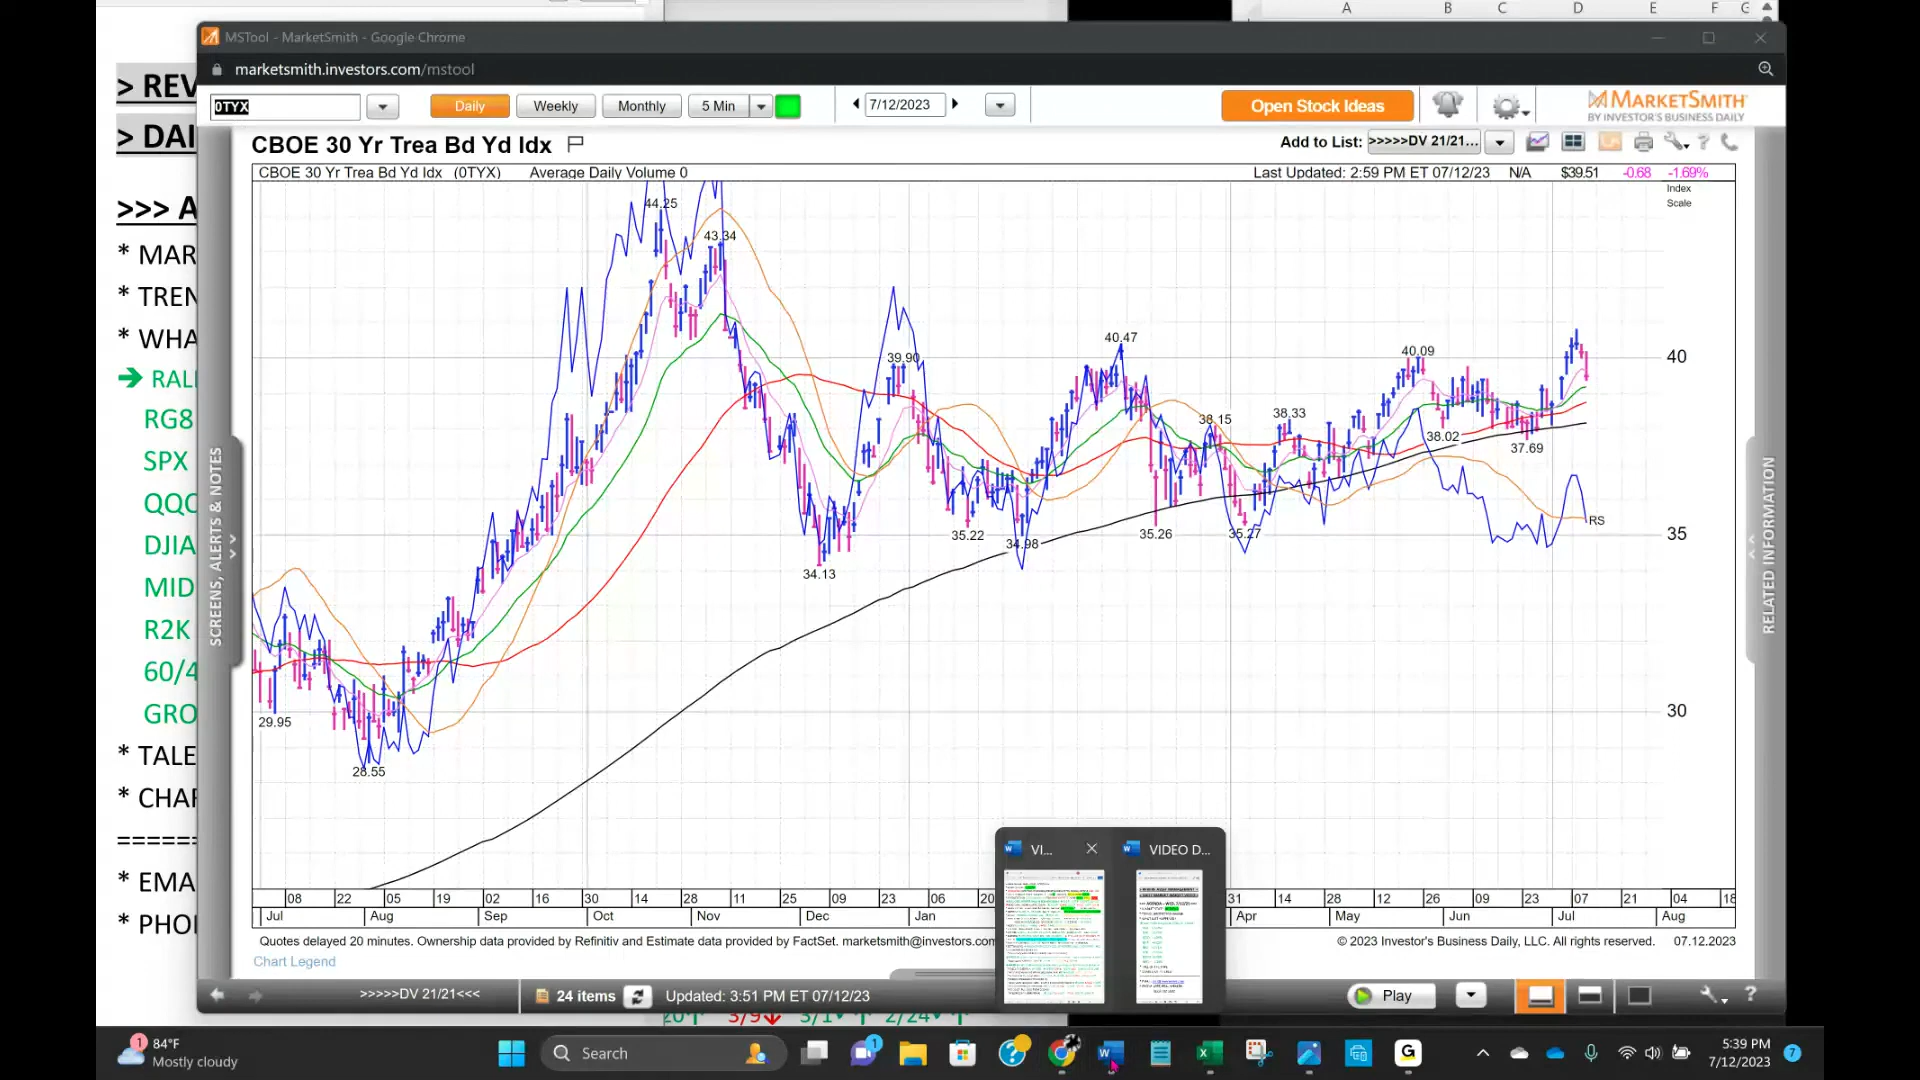 A B C D E F G
MSTool - MarketSmith - Google Chrome
marketsmith.investors.com/mstool
0TYX Daily Weekly Monthly 5 Min 7/12/2023 Open Stock Ideas MARKETSMITH
BY INVESTOR'S BUSINESS DAILY
CBOE 30 Yr Trea Bd Yd Idx Add to List: >>>>>DV 21/21...
CBOE 30 Yr Trea Bd Yd Idx (0TYX) Average Daily Volume 0 Last Updated: 2:59 PM ET 07/12/23 N/A $39.51 -0.68 -1.69%
Index
Scale
> REV
> DAI
>>> A
* MAR
* TREN
* WHA
➔ RALI
RG8
SPX
QQQ
DJIA
MID
R2K
60/4
GRO
* TALE
* CHAR
======
* EMA
* PHO
SCREENS, ALERTS & NOTES
RELATED INFORMATION
44.25
43.34
40.47
40.09
39.90
40
38.33
38.15
38.02
37.69
RS
35.22
34.98
35.26
35.27
35
34.13
30
29.95
28.55
08 22 05 19 02 16 30 14 28 11 25 09 23 06 20 31 14 28 12 26 09 23 07 21 04 18
Jul Aug Sep Oct Nov Dec Jan Apr May Jun Jul Aug
Quotes delayed 20 minutes. Ownership data provided by Refinitiv and Estimate data provided by FactSet. marketsmith@investors.com
© 2023 Investor's Business Daily, LLC. All rights reserved. 07.12.2023
Chart Legend
VI... VIDEO D...
>>>>>DV 21/21<<< 24 items Updated: 3:51 PM ET 07/12/23 Play
20↑ 3/9↓ 3/1 2/24
84°F
Mostly cloudy
Search
5:39 PM
7/12/2023